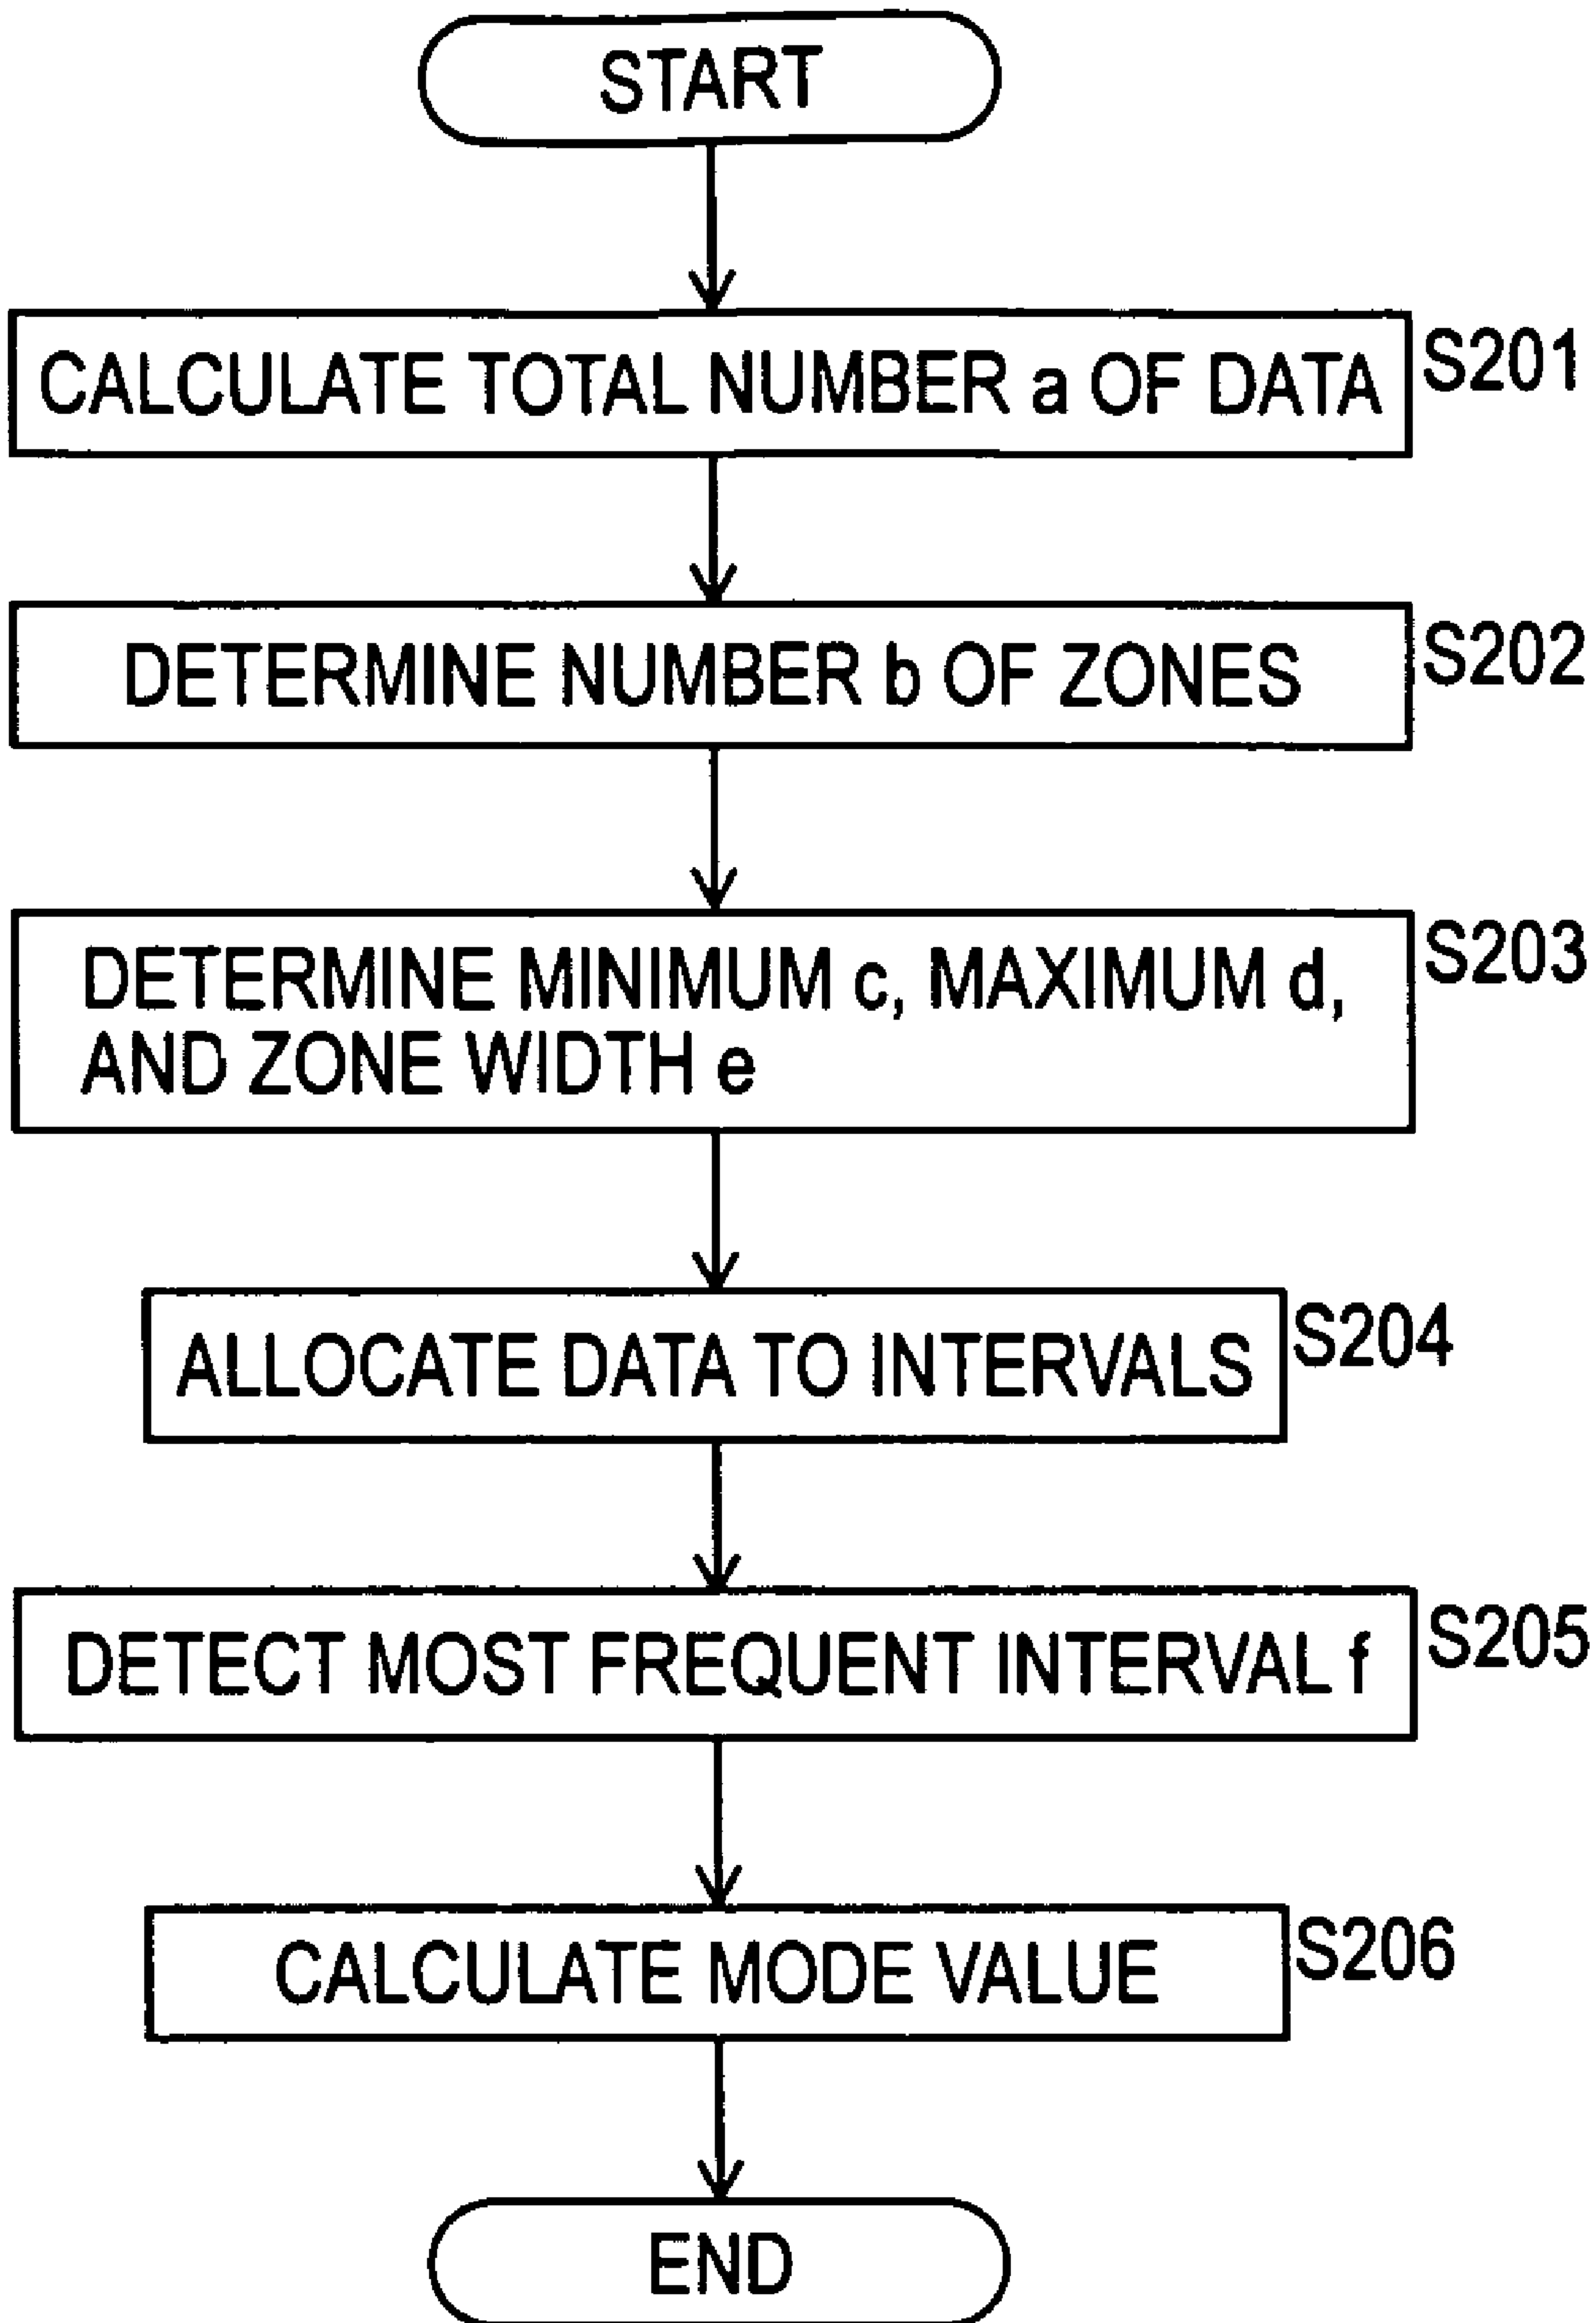 START
CALCULATE TOTAL NUMBER a OF DATA
S201
DETERMINE NUMBER b OF ZONES
S202
DETERMINE MINIMUM c, MAXIMUM d,
AND ZONE WIDTH e
S203
ALLOCATE DATA TO INTERVALS
S204
DETECT MOST FREQUENT INTERVAL f
S205
CALCULATE MODE VALUE
S206
END